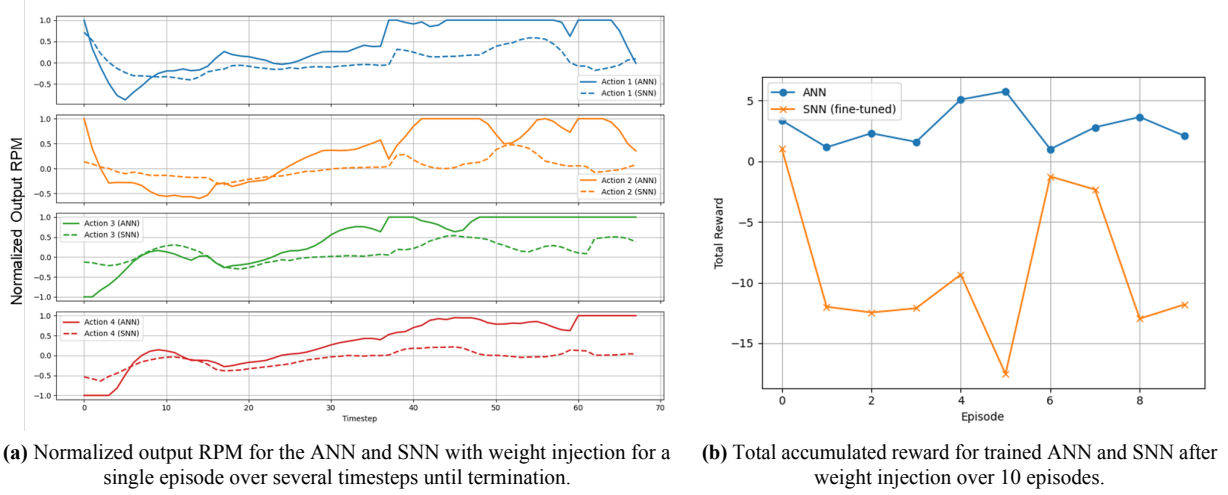 Normalized Output RPM
1.0
0.5
0.0
−0.5
Action 1 (ANN)
Action 1 (SNN)
1.0
0.5
0.0
−0.5
Action 2 (ANN)
Action 2 (SNN)
1.0
0.5
0.0
−0.5
−1.0
Action 3 (ANN)
Action 3 (SNN)
1.0
0.5
0.0
−0.5
−1.0
Action 4 (ANN)
Action 4 (SNN)
0 10 20 30 40 50 60 70
Timestep
(a) Normalized output RPM for the ANN and SNN with weight injection for a
single episode over several timesteps until termination.
ANN
SNN (fine-tuned)
Total Reward
5
0
−5
−10
−15
0 2 4 6 8
Episode
(b) Total accumulated reward for trained ANN and SNN after
weight injection over 10 episodes.